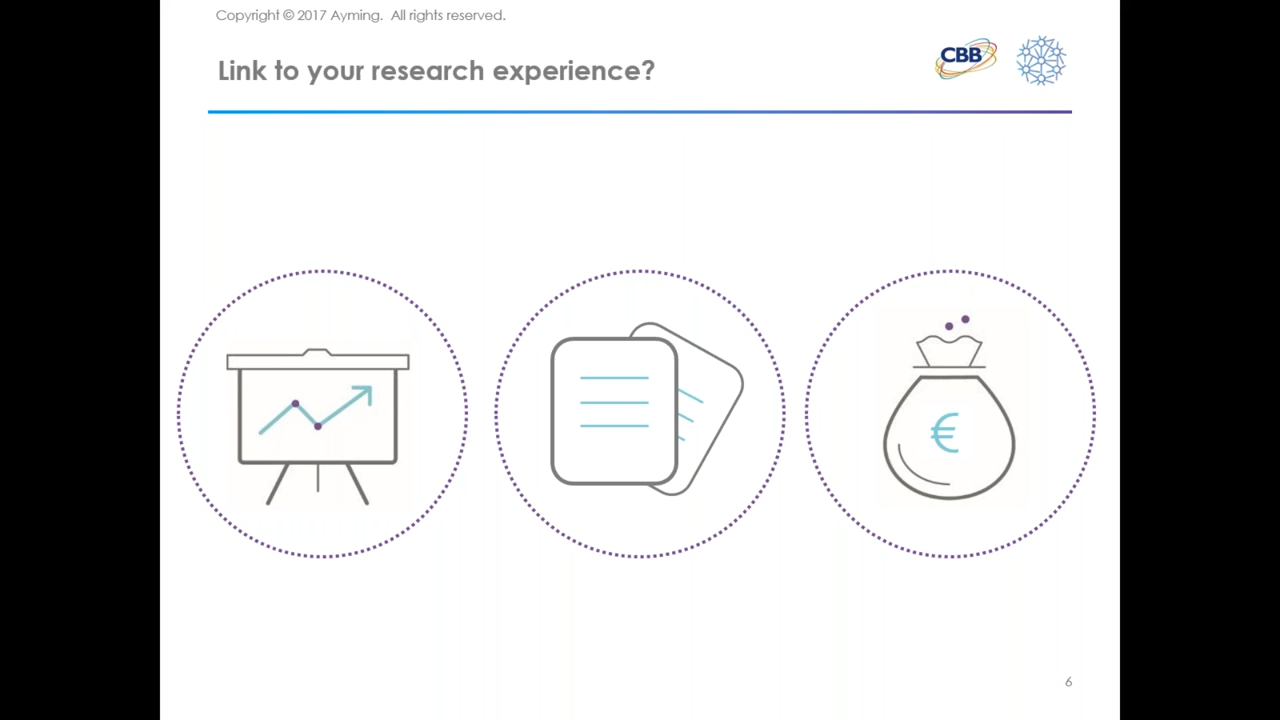 Copyright © 2017 Ayming. All rights reserved.
Link to your research experience?
CBB
€
6